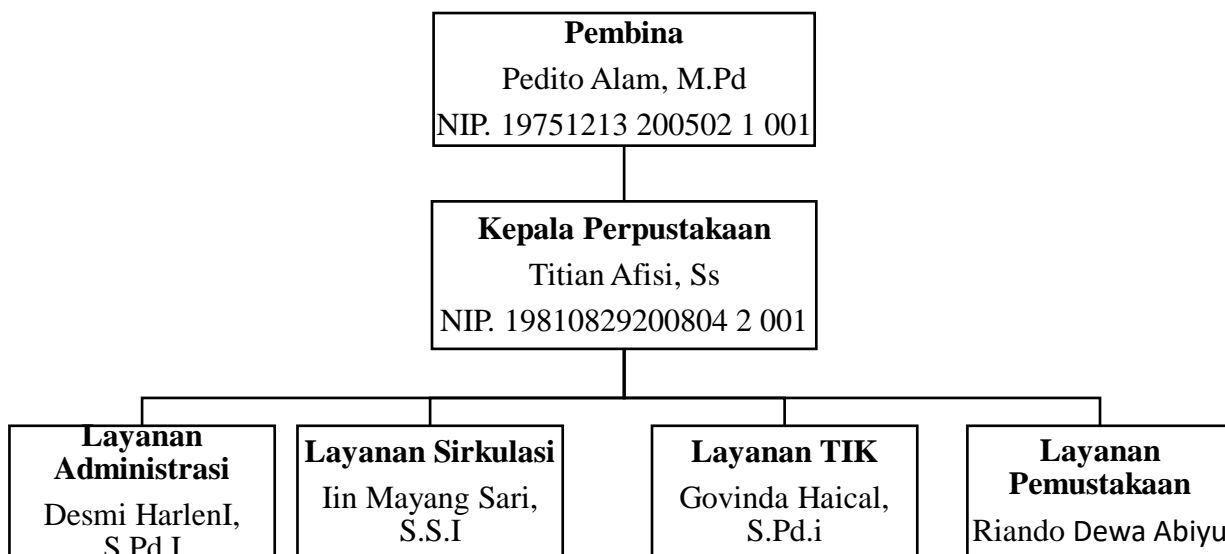 Pembina
Pedito Alam, M.Pd
NIP. 19751213 200502 1 001
Kepala Perpustakaan
Titian Afisi, Ss
NIP. 19810829200804 2 001
Layanan
Administrasi
Desmi HarlenI,
S.Pd.I
Layanan Sirkulasi
Iin Mayang Sari,
S.S.I
Layanan TIK
Govinda Haical,
S.Pd.i
Layanan
Pemustakaan
Riando Dewa Abiyu